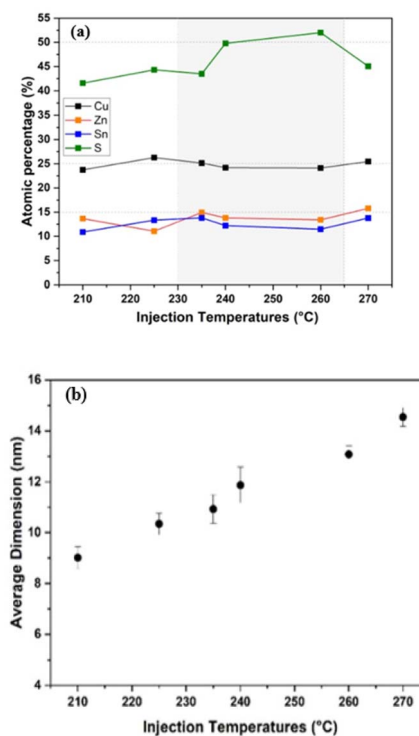 (a)
55
50
45
40
35
30
25
20
15
10
5
0
Atomic percentage (%)
Cu
Zn
Sn
S
210 220 230 240 250 260 270
Injection Temperatures (°C)
(b)
16
14
12
10
8
6
4
Average Dimension (nm)
210 220 230 240 250 260 270
Injection Temperatures (°C)